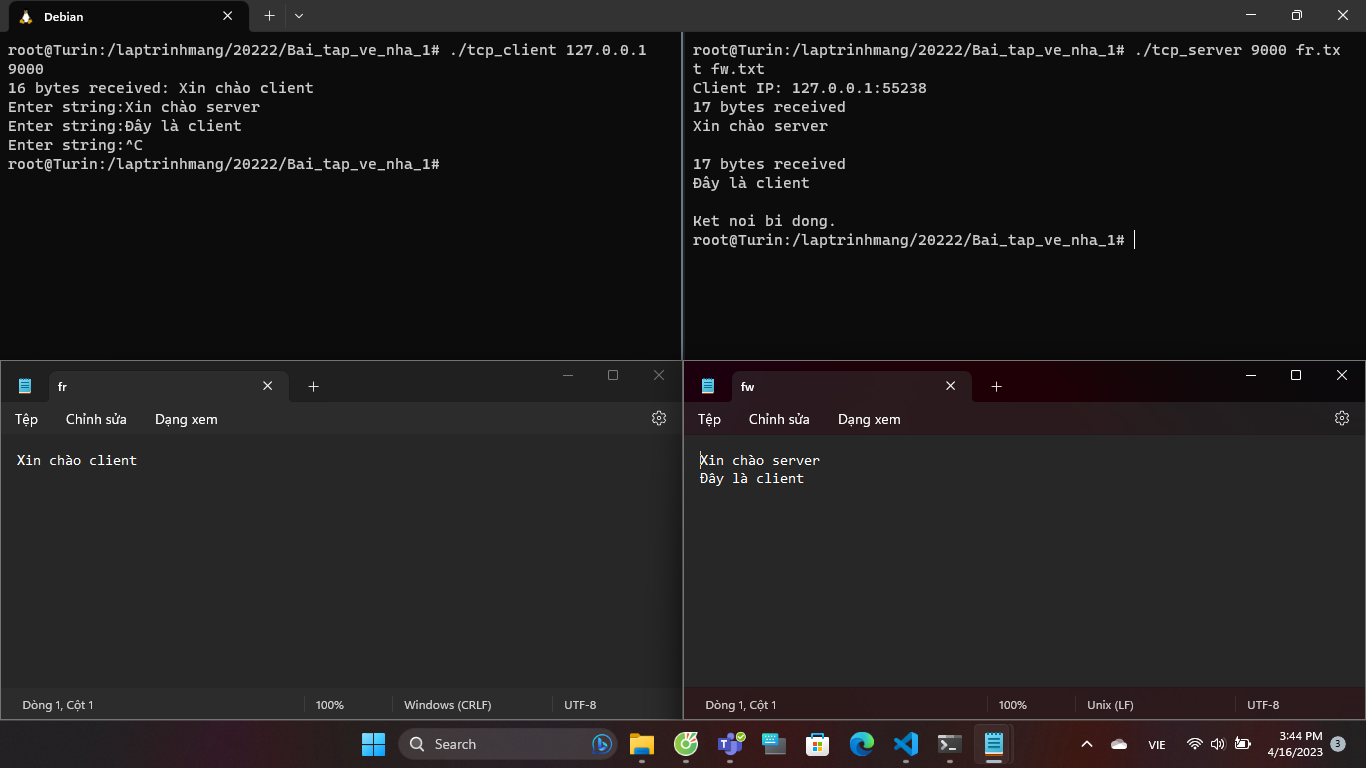 Debian
root@Turin:/laptrinhmang/20222/Bai_tap_ve_nha_1# ./tcp_client 127.0.0.1
9000
16 bytes received: Xin chào client
Enter string:Xin chào server
Enter string:Đây là client
Enter string:^C
root@Turin:/laptrinhmang/20222/Bai_tap_ve_nha_1#
root@Turin:/laptrinhmang/20222/Bai_tap_ve_nha_1# ./tcp_server 9000 fr.tx
t fw.txt
Client IP: 127.0.0.1:55238
17 bytes received
Xin chào server
17 bytes received
Đây là client
Ket noi bi dong.
root@Turin:/laptrinhmang/20222/Bai_tap_ve_nha_1#
fr
Tệp Chỉnh sửa Dạng xem
Xin chào client
Dòng 1, Cột 1 100% Windows (CRLF) UTF-8
fw
Tệp Chỉnh sửa Dạng xem
Xin chào server
Đây là client
Dòng 1, Cột 1 100% Unix (LF) UTF-8
Search
VIE
3:44 PM
4/16/2023
3